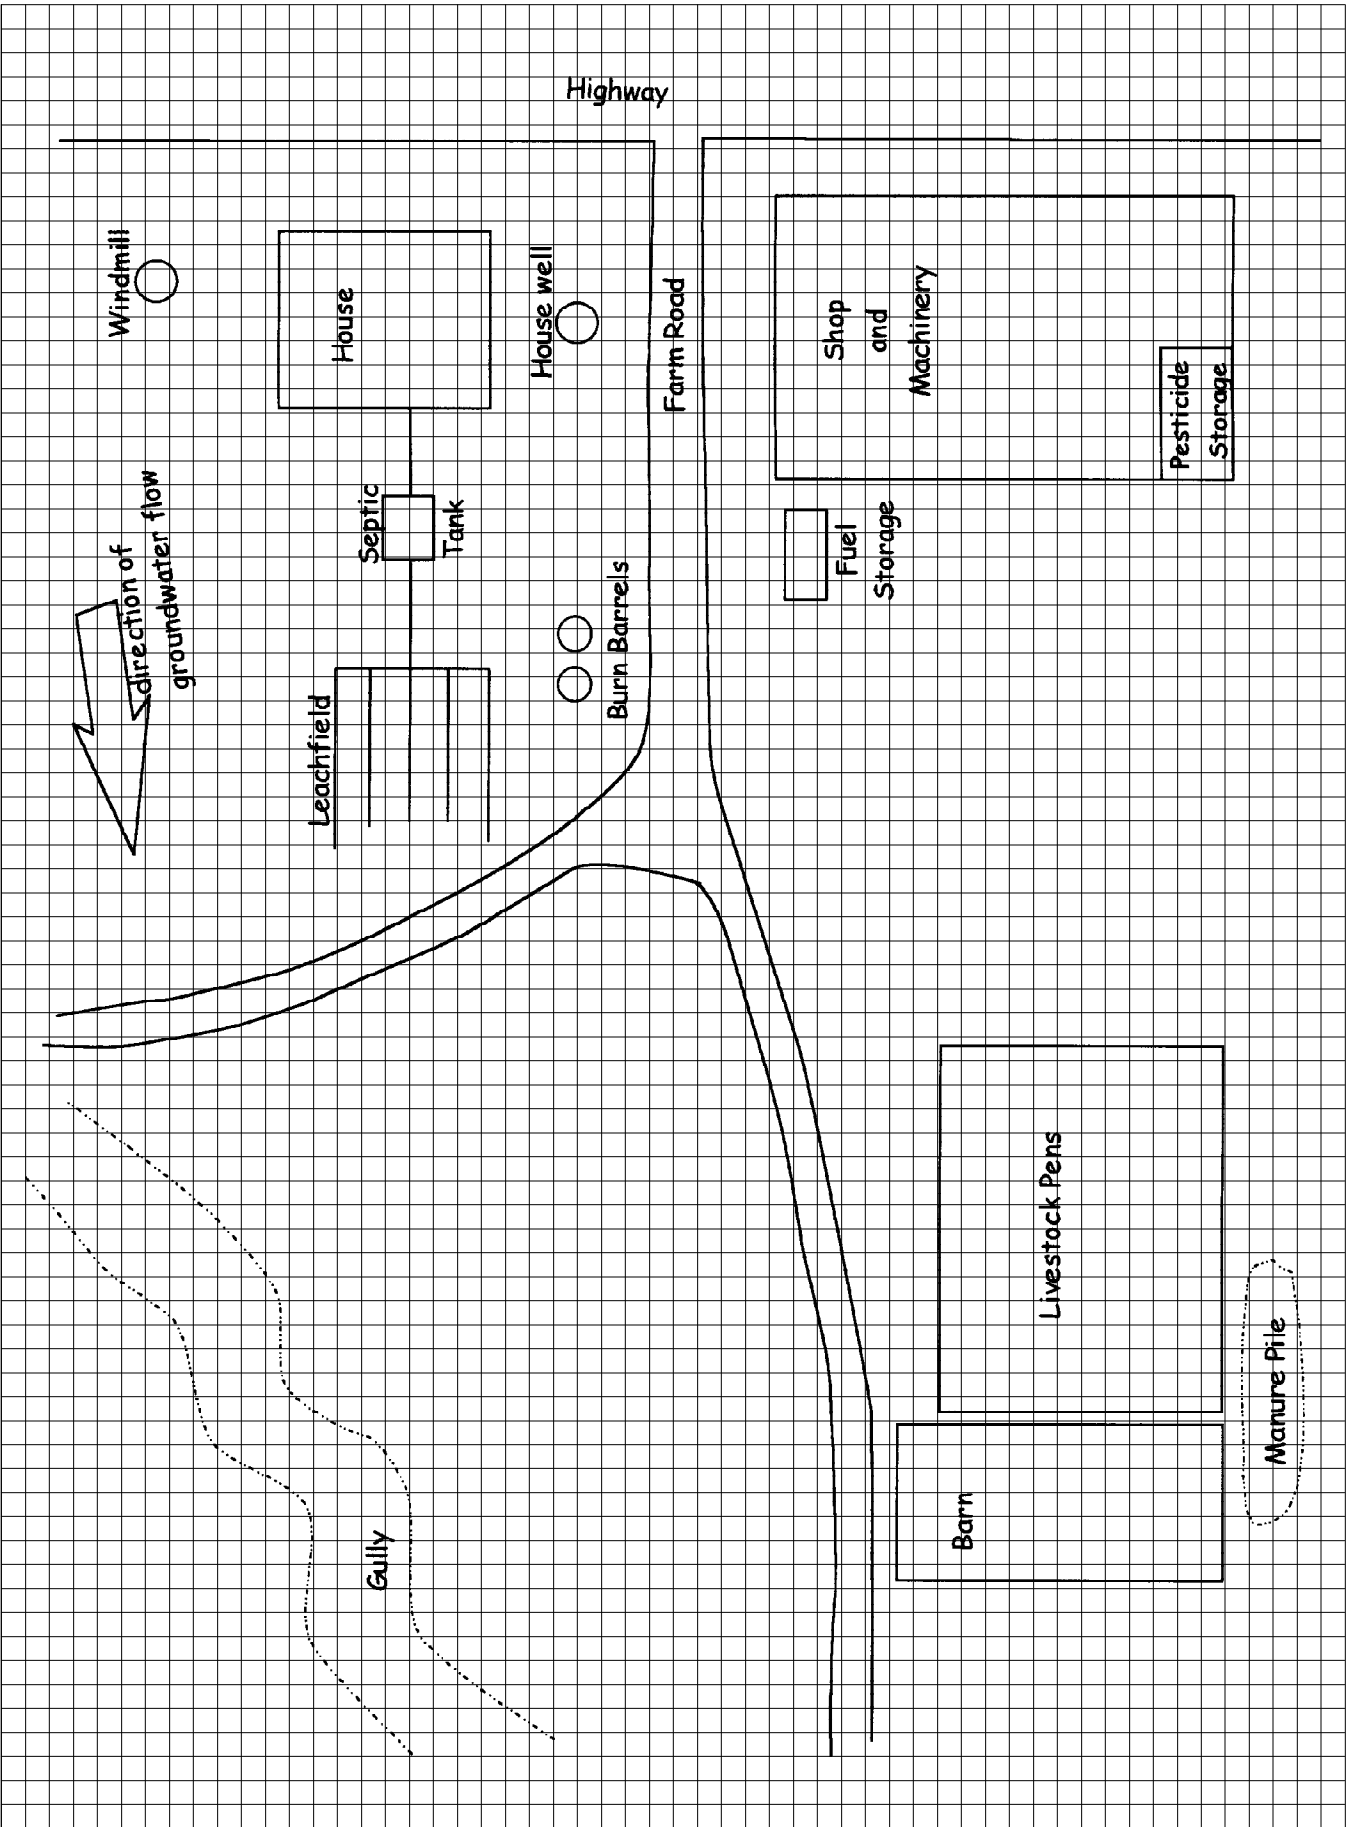 Highway
Windmill
House
House well
Farm Road
Shop
and
Machinery
Pesticide
Storage
direction of
groundwater flow
Septic
Tank
Fuel
Storage
Burn Barrels
Leachfield
Livestock Pens
Manure Pile
Barn
Gully